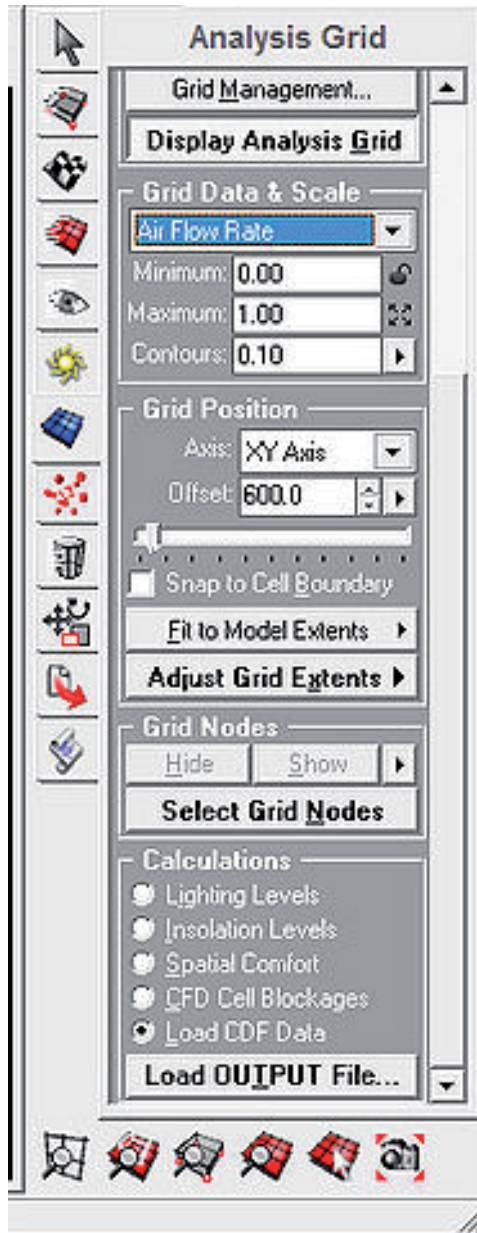 Analysis Grid
Grid Management...
Display Analysis Grid
Grid Data & Scale
Air Flow Rate
Minimum: 0.00
Maximum: 1.00
Contours: 0.10
Grid Position
Axis: XY Axis
Offset: 600.0
Snap to Cell Boundary
Fit to Model Extents
Adjust Grid Extents
Grid Nodes
Hide Show
Select Grid Nodes
Calculations
Lighting Levels
Insolation Levels
Spatial Comfort
CFD Cell Blockages
Load CDF Data
Load OUTPUT File...